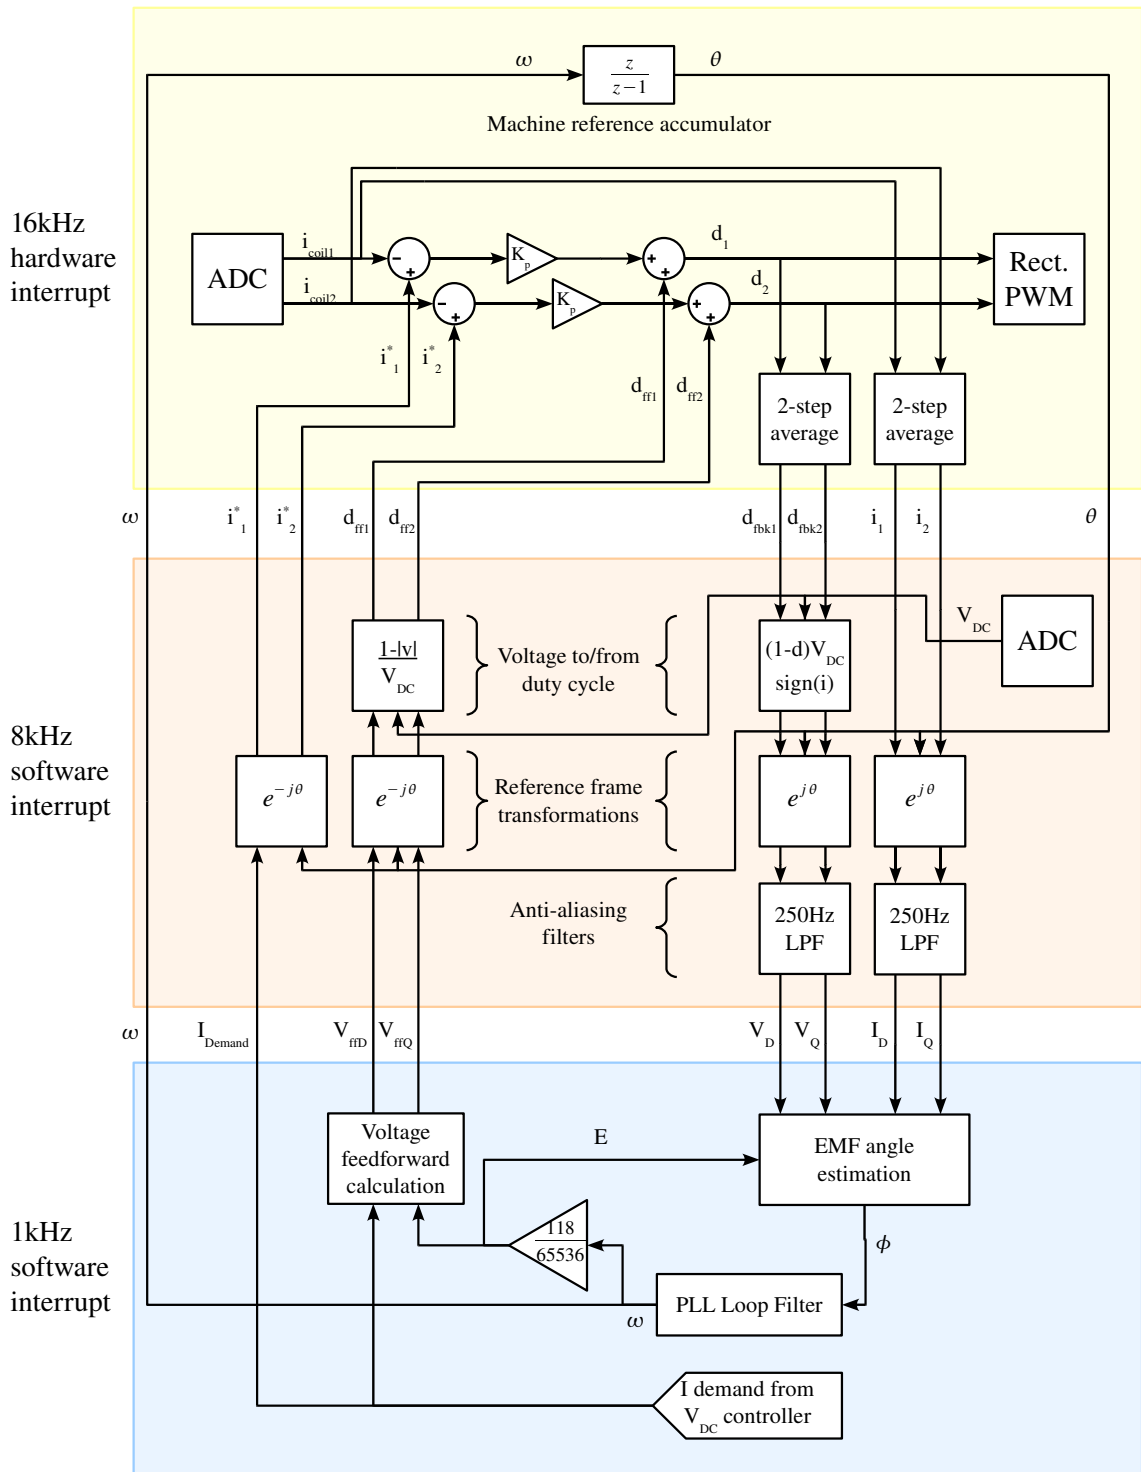 ω
z
z−1
θ
Machine reference accumulator
16kHz
hardware
interrupt
ADC
i_coil1
i_coil2
−
+
−
+
K_p
K_p
+
+
+
+
d_1
d_2
Rect.
PWM
i*_1
i*_2
d_ff1
d_ff2
2-step
average
2-step
average
ω
i*_1
i*_2
d_ff1
d_ff2
d_fbk1
d_fbk2
i_1
i_2
θ
8kHz
software
interrupt
1-|v|
V_DC
Voltage to/from
duty cycle
(1-d)V_DC
sign(i)
V_DC
ADC
e^−jθ
e^−jθ
Reference frame
transformations
e^jθ
e^jθ
Anti-aliasing
filters
250Hz
LPF
250Hz
LPF
ω
I_Demand
V_ffD
V_ffQ
V_D
V_Q
I_D
I_Q
1kHz
software
interrupt
Voltage
feedforward
calculation
E
EMF angle
estimation
118
65536
ϕ
PLL Loop Filter
ω
I demand from
V_DC controller